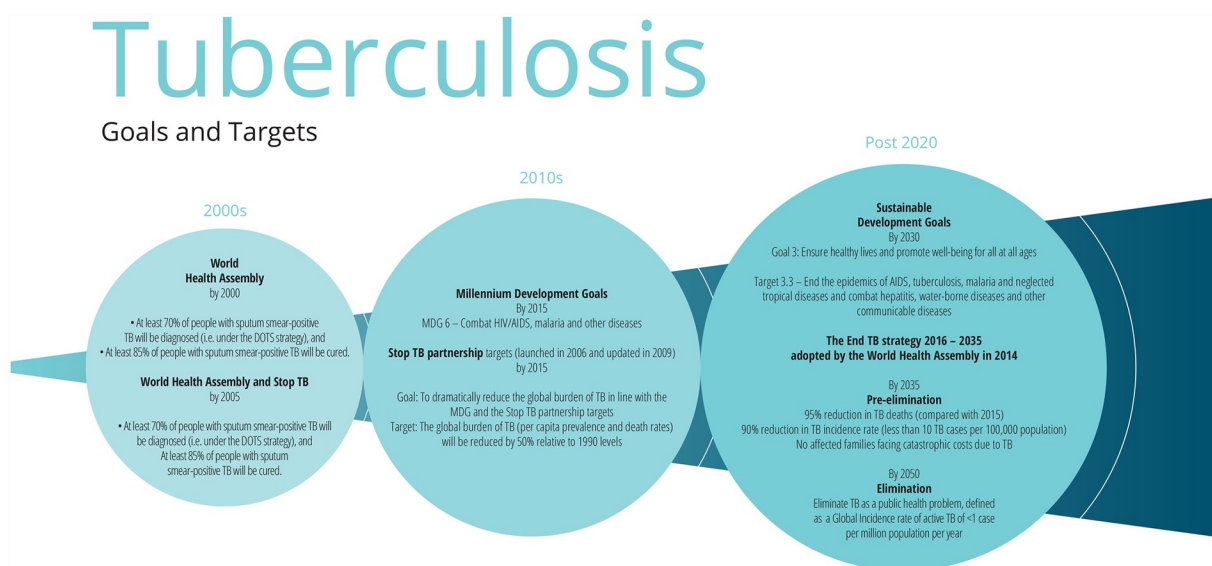 Tuberculosis
Goals and Targets
2000s
World
Health Assembly
by 2000
• At least 70% of people with sputum smear-positive
TB will be diagnosed (i.e. under the DOTS strategy), and
• At least 85% of people with sputum smear-positive TB will be cured.
World Health Assembly and Stop TB
by 2005
• At least 70% of people with sputum smear-positive TB will
be diagnosed (i.e. under the DOTS strategy), and
At least 85% of people with sputum
smear-positive TB will be cured.
2010s
Millennium Development Goals
By 2015
MDG 6 – Combat HIV/AIDS, malaria and other diseases
Stop TB partnership targets (launched in 2006 and updated in 2009)
by 2015
Goal: To dramatically reduce the global burden of TB in line with the
MDG and the Stop TB partnership targets
Target: The global burden of TB (per capita prevalence and death rates)
will be reduced by 50% relative to 1990 levels
Post 2020
Sustainable
Development Goals
By 2030
Goal 3: Ensure healthy lives and promote well-being for all at all ages
Target 3.3 – End the epidemics of AIDS, tuberculosis, malaria and neglected
tropical diseases and combat hepatitis, water-borne diseases and other
communicable diseases
The End TB strategy 2016 – 2035
adopted by the World Health Assembly in 2014
By 2035
Pre-elimination
95% reduction in TB deaths (compared with 2015)
90% reduction in TB incidence rate (less than 10 TB cases per 100,000 population)
No affected families facing catastrophic costs due to TB
By 2050
Elimination
Eliminate TB as a public health problem, defined
as a Global Incidence rate of active TB of <1 case
per million population per year